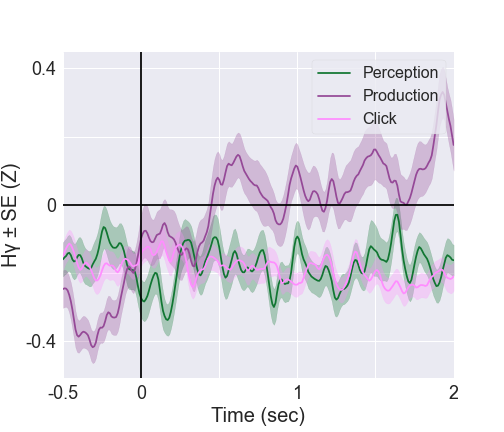 Hγ ± SE (Z)
0.4
0
-0.4
Perception
Production
Click
-0.5
0
1
2
Time (sec)